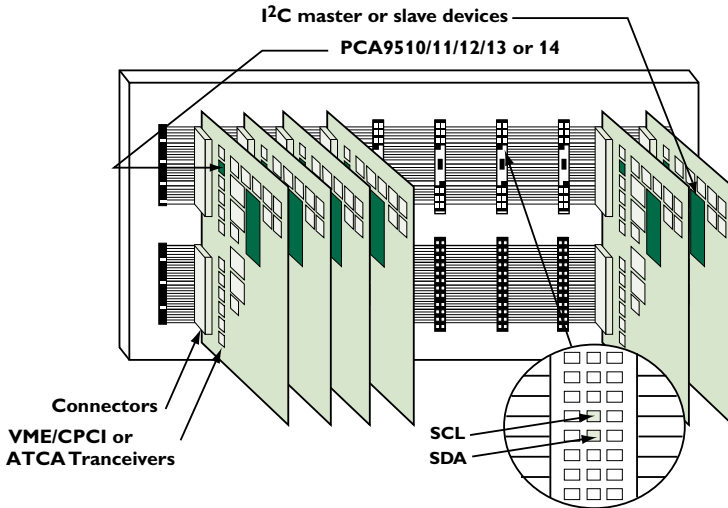 I²C master or slave devices
PCA9510/11/12/13 or 14
Connectors
VME/CPCI or
ATCA Tranceivers
SCL
SDA